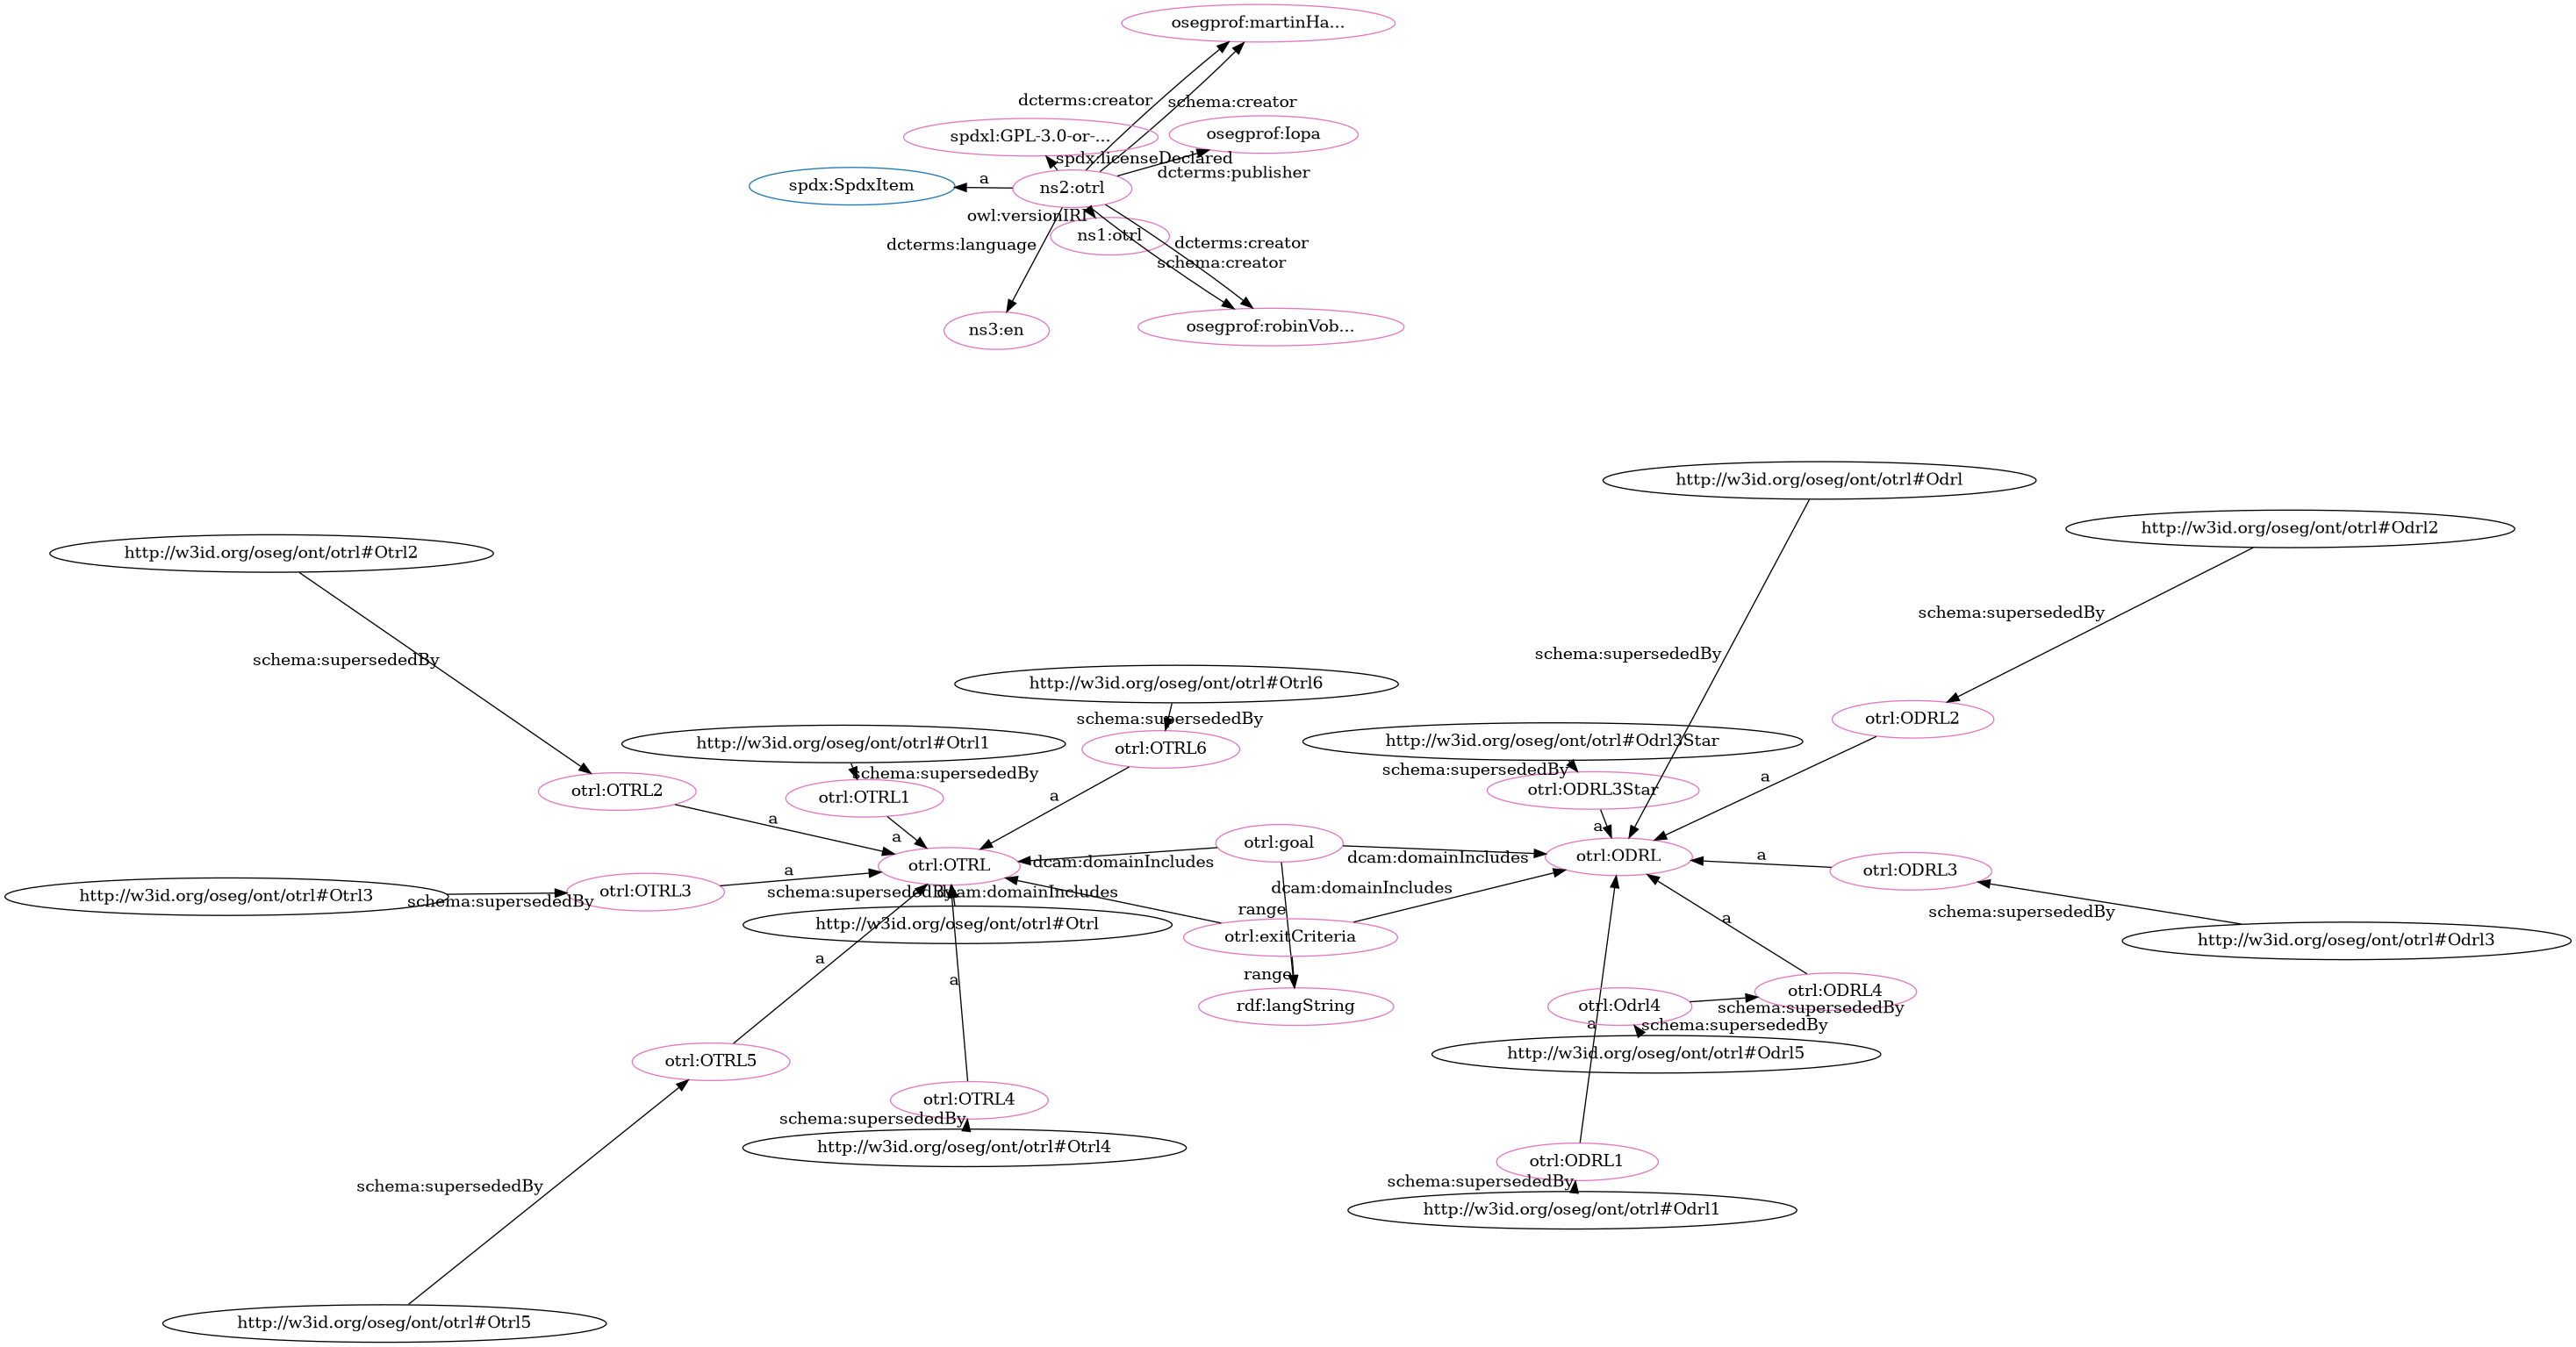 osegprof:martinHa...
dcterms:creator
schema:creator
spdxl:GPL-3.0-or-...
osegprof:Iopa
spdx:licenseDeclared
dcterms:publisher
spdx:SpdxItem
a
ns2:otrl
owl:versionIRI
ns1:otrl
dcterms:language
dcterms:creator
schema:creator
ns3:en
osegprof:robinVob...
http://w3id.org/oseg/ont/otrl#Odrl
http://w3id.org/oseg/ont/otrl#Odrl2
http://w3id.org/oseg/ont/otrl#Otrl2
schema:supersededBy
schema:supersededBy
schema:supersededBy
http://w3id.org/oseg/ont/otrl#Otrl6
schema:supersededBy
otrl:ODRL2
http://w3id.org/oseg/ont/otrl#Otrl1
otrl:OTRL6
http://w3id.org/oseg/ont/otrl#Odrl3Star
schema:supersededBy
schema:supersededBy
a
otrl:OTRL2
otrl:OTRL1
a
otrl:ODRL3Star
a
a
a
otrl:goal
otrl:OTRL
dcam:domainIncludes
dcam:domainIncludes
otrl:ODRL
a
otrl:ODRL3
a
http://w3id.org/oseg/ont/otrl#Otrl3
schema:supersededBy
otrl:OTRL3
schema:supersededBy
dcam:domainIncludes
dcam:domainIncludes
range
schema:supersededBy
a
http://w3id.org/oseg/ont/otrl#Otrl
otrl:exitCriteria
http://w3id.org/oseg/ont/otrl#Odrl3
a
a
range
rdf:langString
otrl:Odrl4
otrl:ODRL4
schema:supersededBy
a
schema:supersededBy
http://w3id.org/oseg/ont/otrl#Odrl5
otrl:OTRL5
otrl:OTRL4
schema:supersededBy
http://w3id.org/oseg/ont/otrl#Otrl4
otrl:ODRL1
schema:supersededBy
schema:supersededBy
http://w3id.org/oseg/ont/otrl#Odrl1
http://w3id.org/oseg/ont/otrl#Otrl5